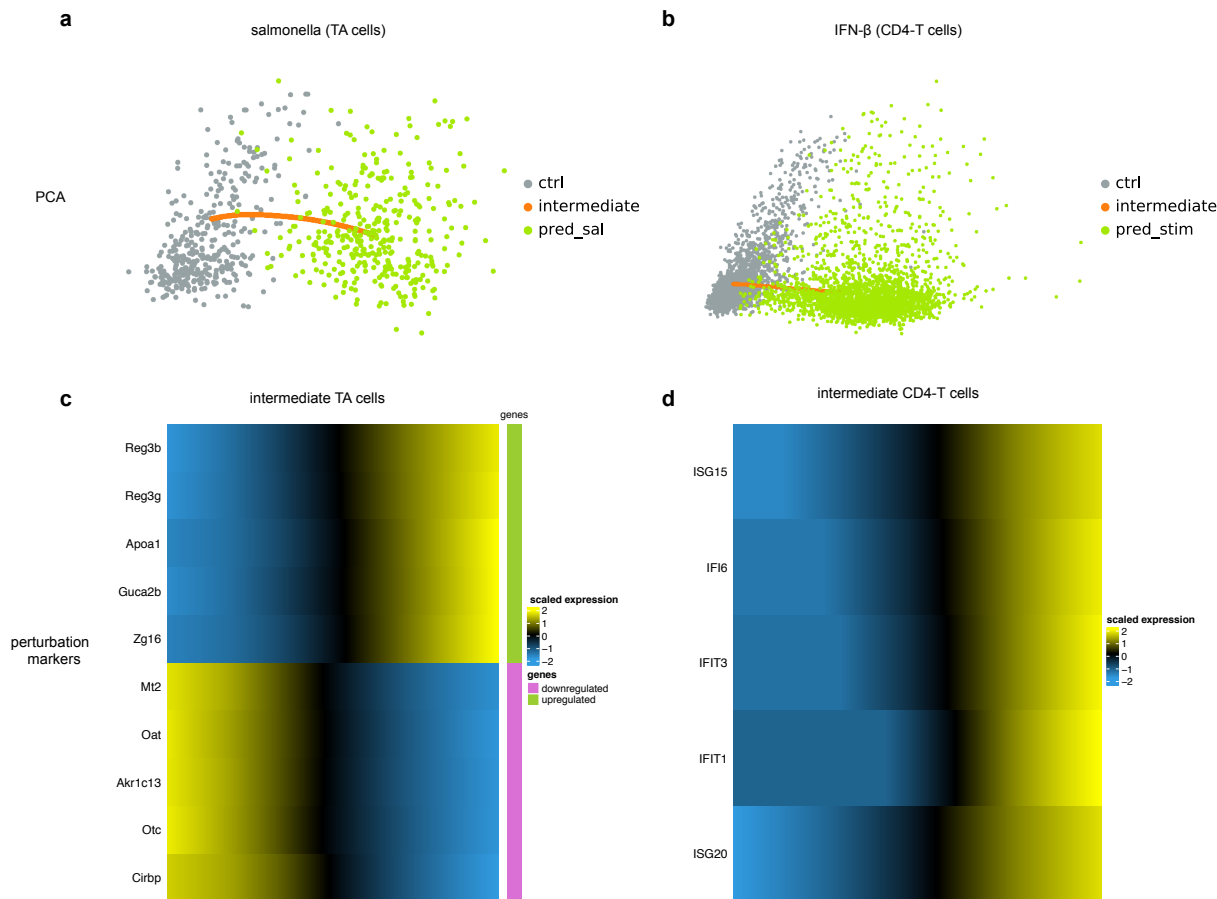 a
salmonella (TA cells)
b
IFN-β (CD4-T cells)
PCA
ctrl
intermediate
pred_sal
ctrl
intermediate
pred_stim
c
intermediate TA cells
genes
Reg3b
Reg3g
Apoa1
Guca2b
Zg16
Mt2
Oat
Akr1c13
Otc
Cirbp
perturbation
markers
scaled expression
2
1
0
−1
−2
genes
downregulated
upregulated
d
intermediate CD4-T cells
ISG15
IFI6
IFIT3
IFIT1
ISG20
scaled expression
2
1
0
−1
−2